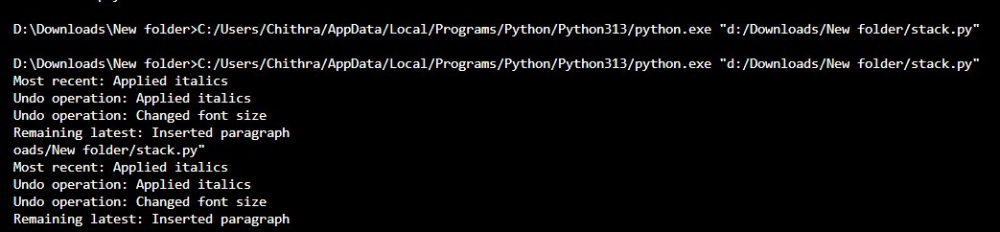 D:\Downloads\New folder>C:/Users/Chithra/AppData/Local/Programs/Python/Python313/python.exe "d:/Downloads/New folder/stack.py"
D:\Downloads\New folder>C:/Users/Chithra/AppData/Local/Programs/Python/Python313/python.exe "d:/Downloads/New folder/stack.py"
Most recent: Applied italics
Undo operation: Applied italics
Undo operation: Changed font size
Remaining latest: Inserted paragraph
oads/New folder/stack.py"
Most recent: Applied italics
Undo operation: Applied italics
Undo operation: Changed font size
Remaining latest: Inserted paragraph